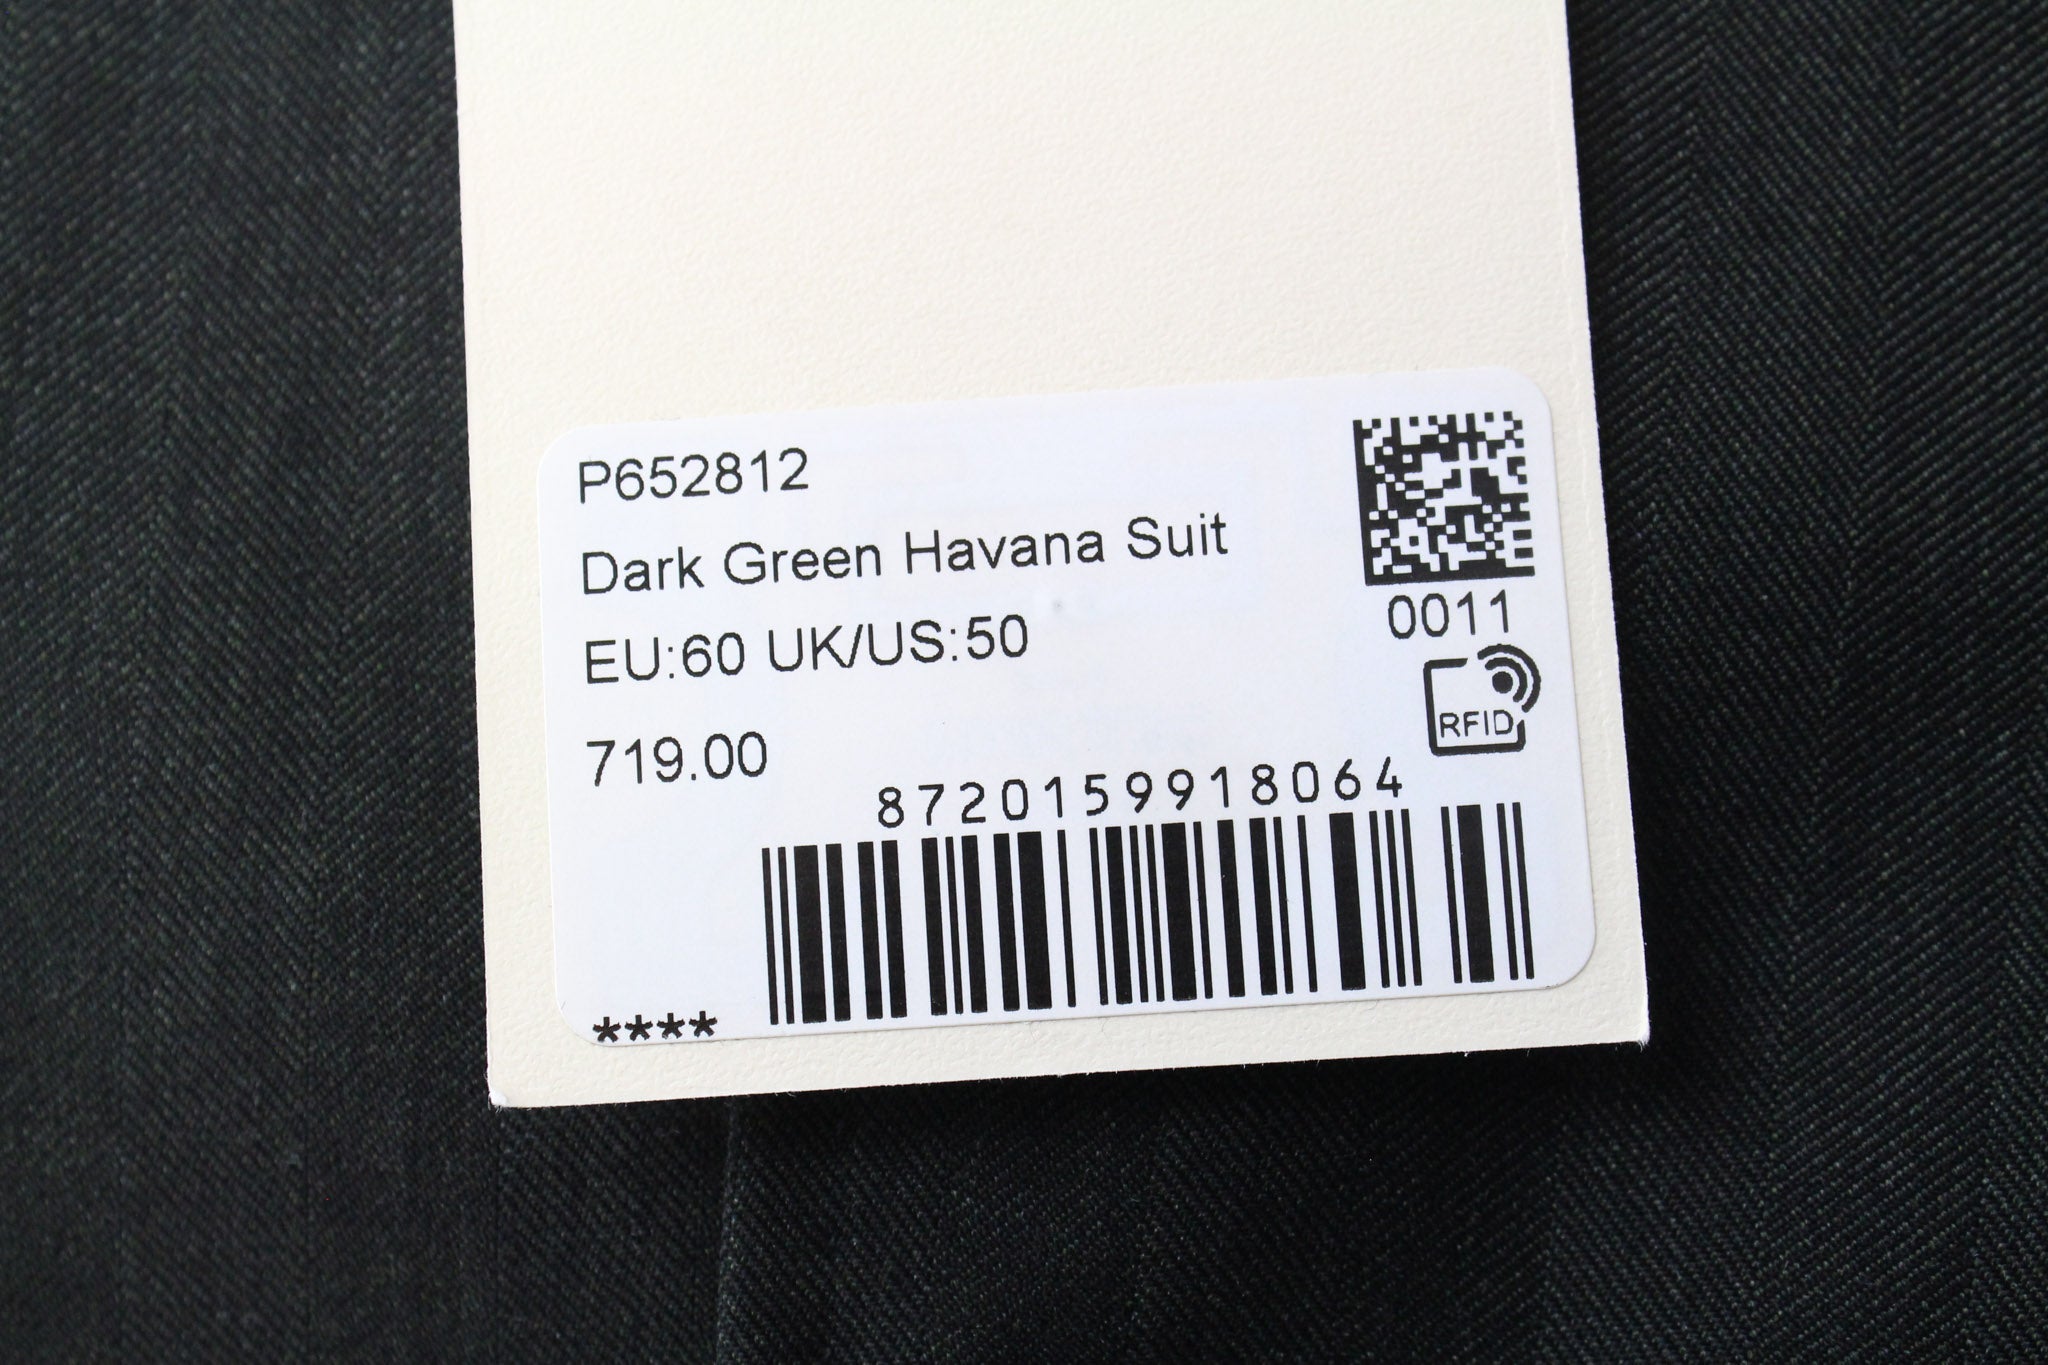 P652812
Dark Green Havana Suit
EU:60 UK/US:50
719.00
0011
RFID
8720159918064
****